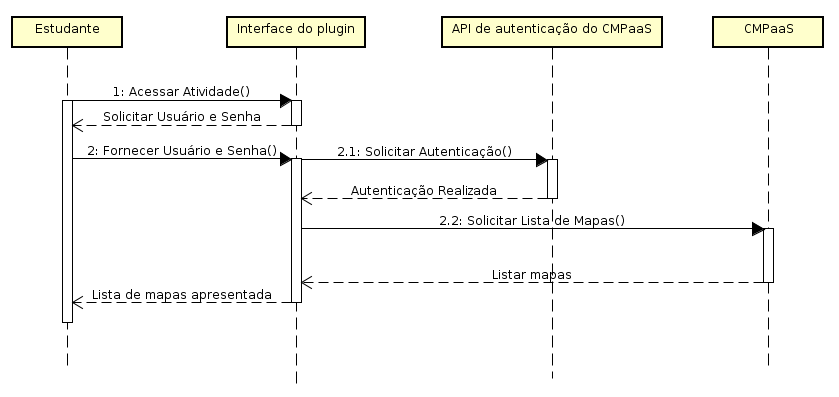 Estudante
Interface do plugin
API de autenticação do CMPaaS
CMPaaS
1: Acessar Atividade()
Solicitar Usuário e Senha
2: Fornecer Usuário e Senha()
2.1: Solicitar Autenticação()
Autenticação Realizada
2.2: Solicitar Lista de Mapas()
Listar mapas
Lista de mapas apresentada